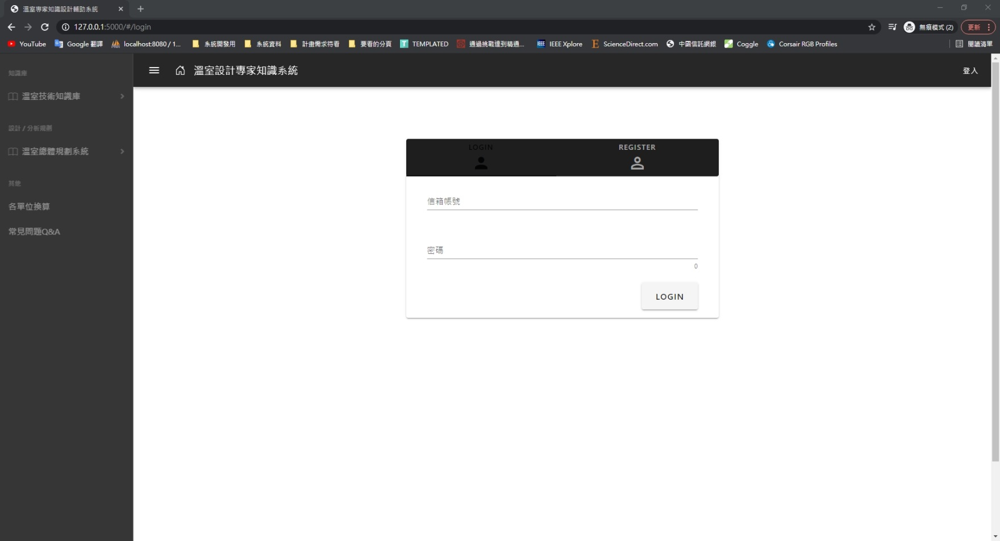 溫室專家知識設計輔助系統
127.0.0.1:5000/#/login
無痕模式 (2)
更新
YouTube
Google 翻譯
localhost:8080 / 1...
系統開發用
系統資料
計畫需求待看
要看的分頁
TEMPLATED
通過挑戰達到精通...
IEEE Xplore
ScienceDirect.com
中國信託網銀
Coggle
Corsair RGB Profiles
閱讀清單
知識庫
溫室技術知識庫
設計 / 分析規劃
溫室總體規劃系統
其他
各單位換算
常見問題Q&A
溫室設計專家知識系統
登入
LOGIN
REGISTER
信箱帳號
密碼
0
LOGIN